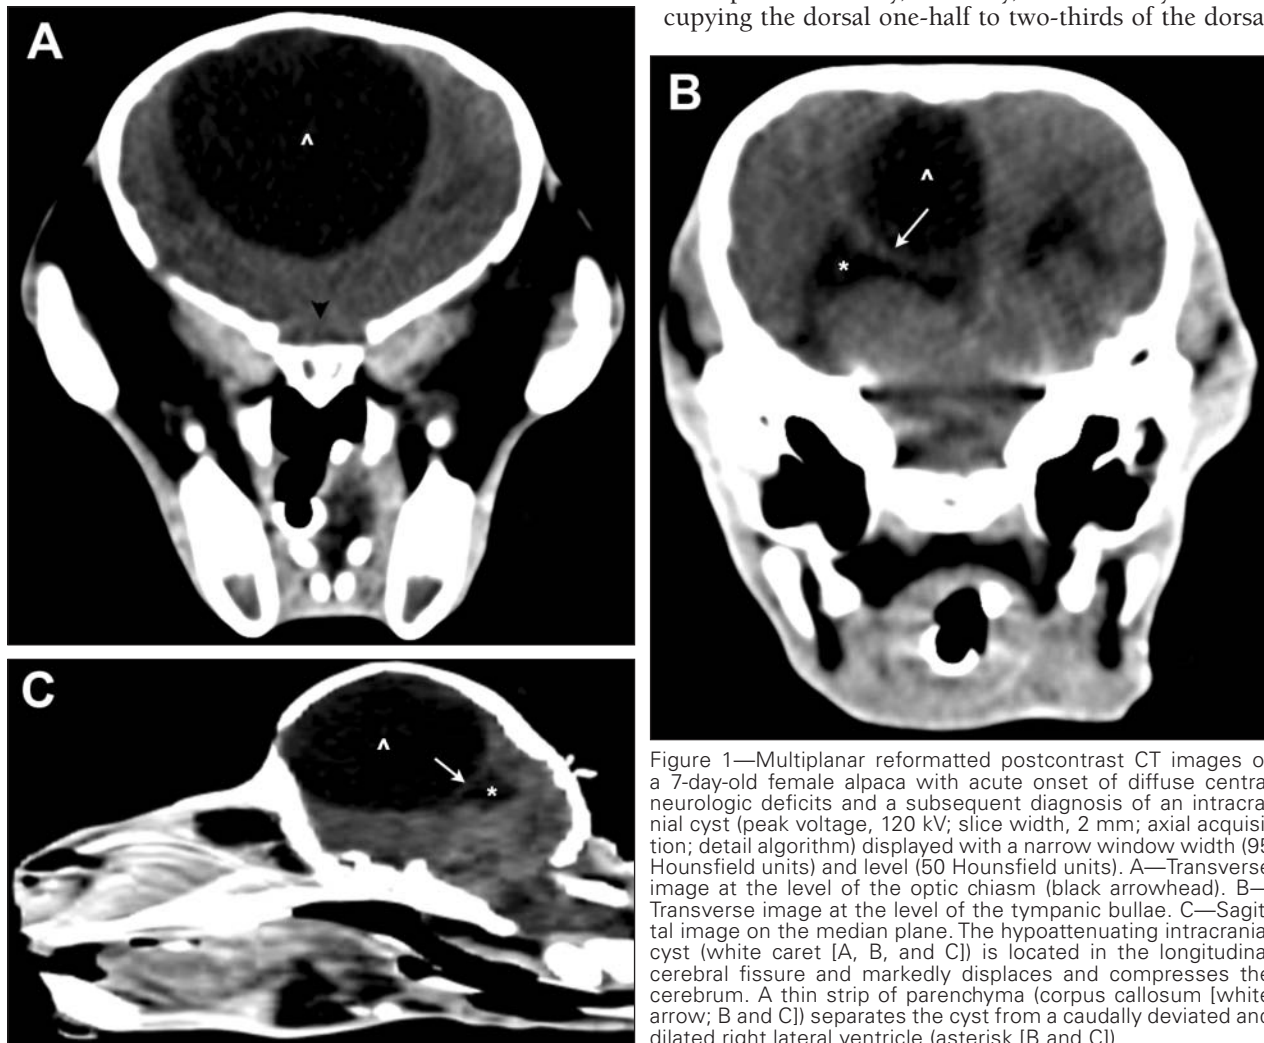 cupying the dorsal one-half to two-thirds of the dorsa
A
^
B
^
*
C
^
*
Figure 1—Multiplanar reformatted postcontrast CT images o
a 7-day-old female alpaca with acute onset of diffuse centra
neurologic deficits and a subsequent diagnosis of an intracra
nial cyst (peak voltage, 120 kV; slice width, 2 mm; axial acquisi
tion; detail algorithm) displayed with a narrow window width (95
Hounsfield units) and level (50 Hounsfield units). A—Transverse
image at the level of the optic chiasm (black arrowhead). B—
Transverse image at the level of the tympanic bullae. C—Sagit
tal image on the median plane. The hypoattenuating intracrania
cyst (white caret [A, B, and C]) is located in the longitudina
cerebral fissure and markedly displaces and compresses the
cerebrum. A thin strip of parenchyma (corpus callosum [white
arrow; B and C]) separates the cyst from a caudally deviated and
dilated right lateral ventricle (asterisk [B and C])